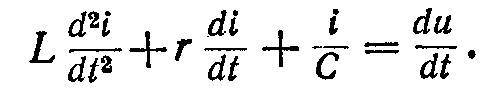 L d²i/dt² + r di/dt + i/C = du/dt.